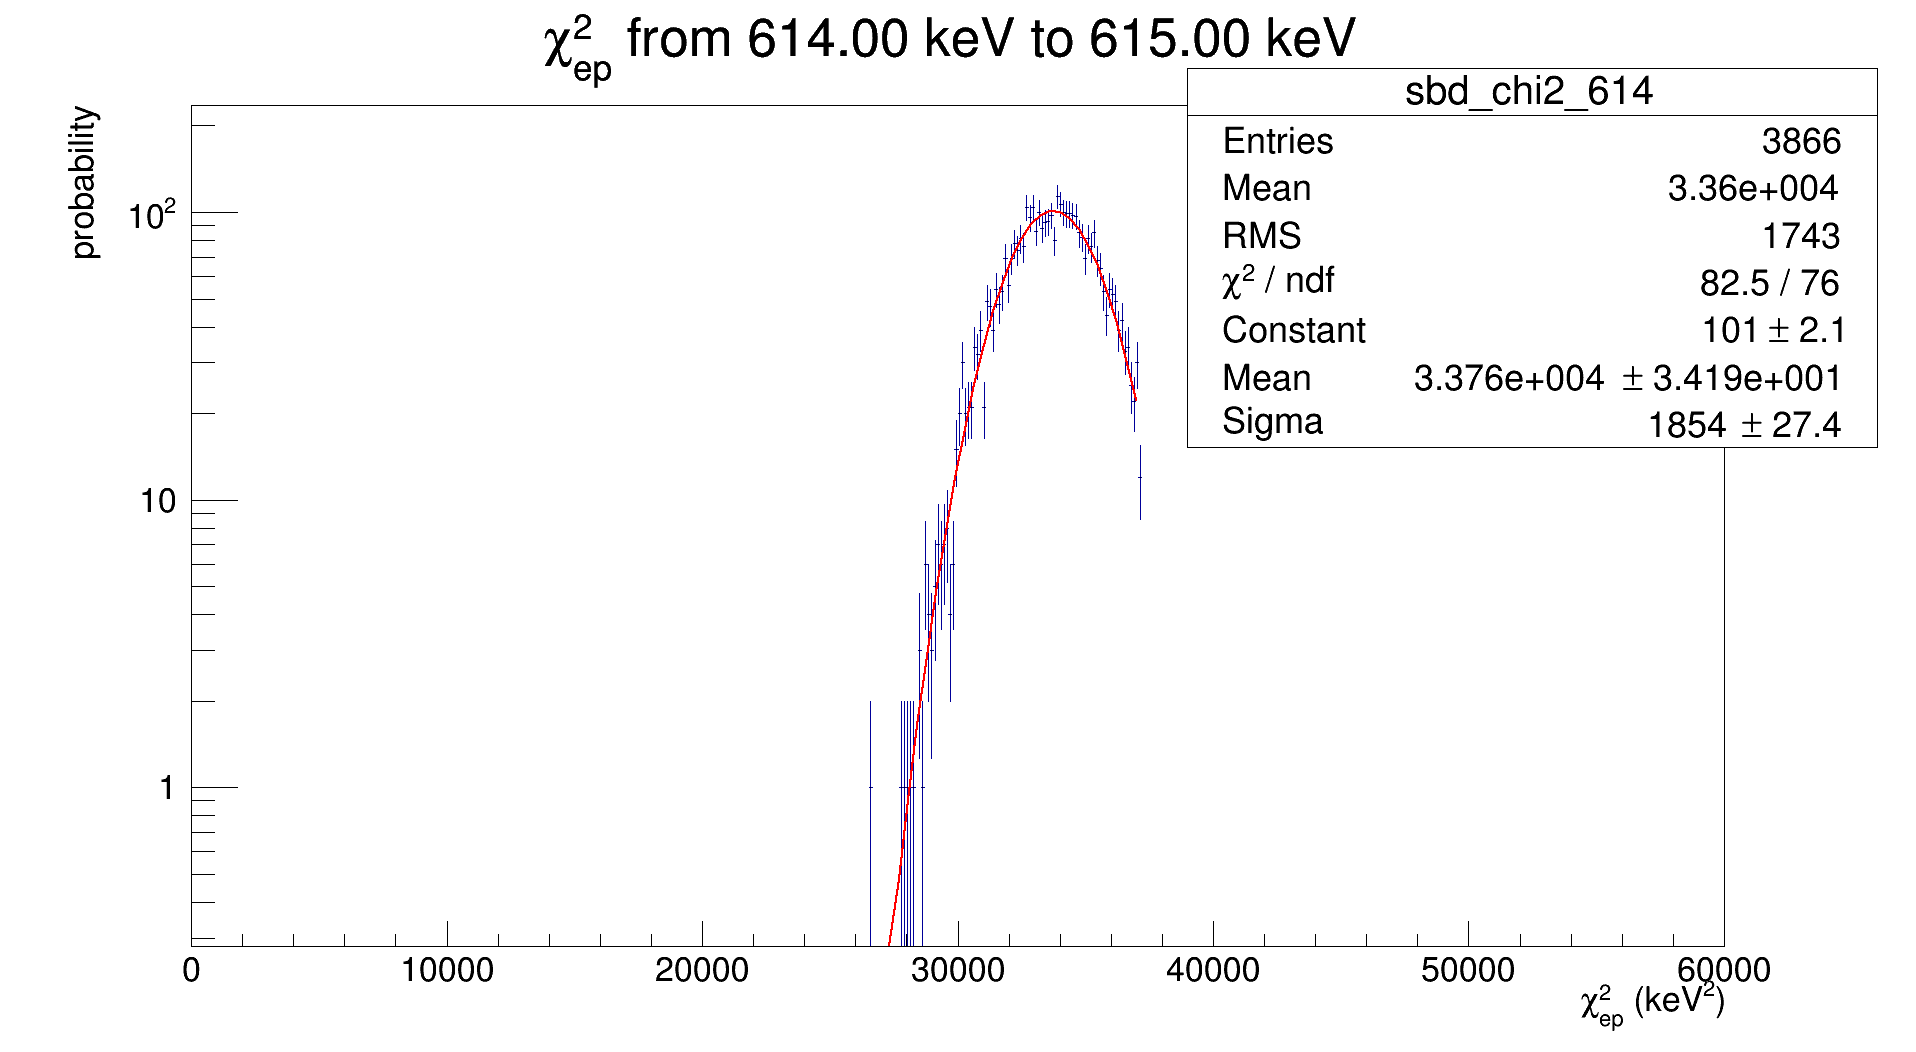 χ²ep from 614.00 keV to 615.00 keV
sbd_chi2_614
Entries 3866
Mean 3.36e+004
RMS 1743
χ² / ndf 82.5 / 76
Constant 101 ± 2.1
Mean 3.376e+004 ± 3.419e+001
Sigma 1854 ± 27.4
probability
10²
10
1
0 10000 20000 30000 40000 50000 60000
χ²ep (keV²)